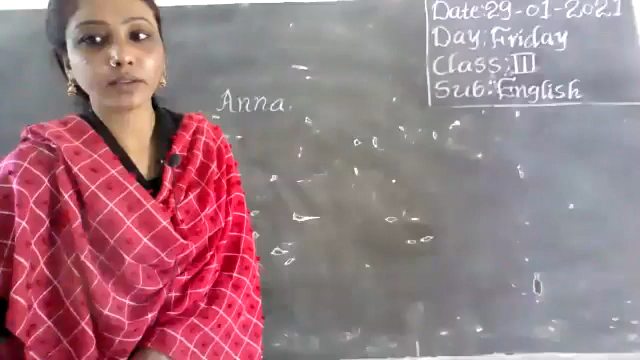 Date:29-01-2021
Day:Friday
Class:II
Sub:English
Anna.